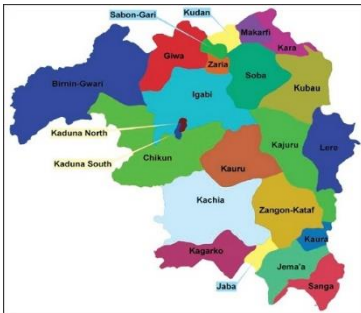 Kudan
Sabon-Gari
Makarfi
Kara
Giwa
Zaria
Soba
Birnin-Gwari
Igabi
Kubau
Kaduna North
Kaduna South
Chikun
Kajuru
Lere
Kauru
Kachia
Zangon-Kataf
Kaura
Kagarko
Jaba
Jema'a
Sanga